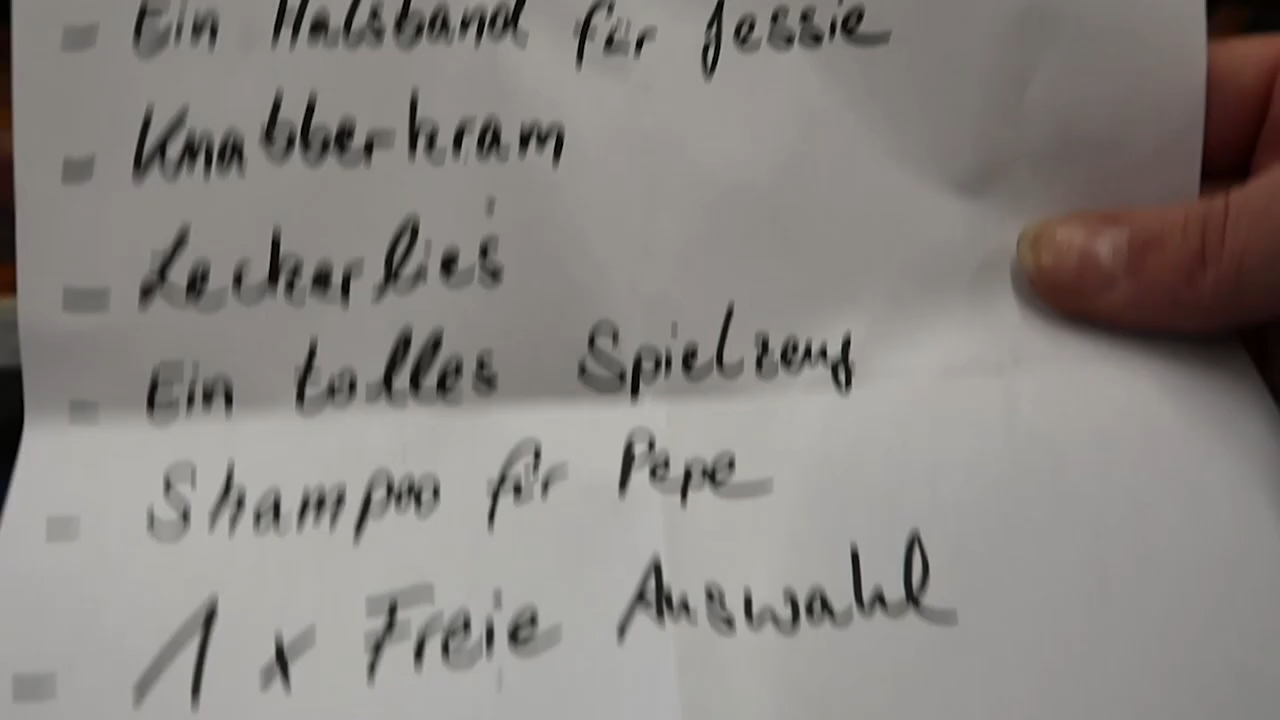 - Ein Halsband für Jessie
- Knabberkram
- Leckerlies
- Ein tolles Spielzeug
- Shampoo für Pepe
- 1 x Freie Auswahl